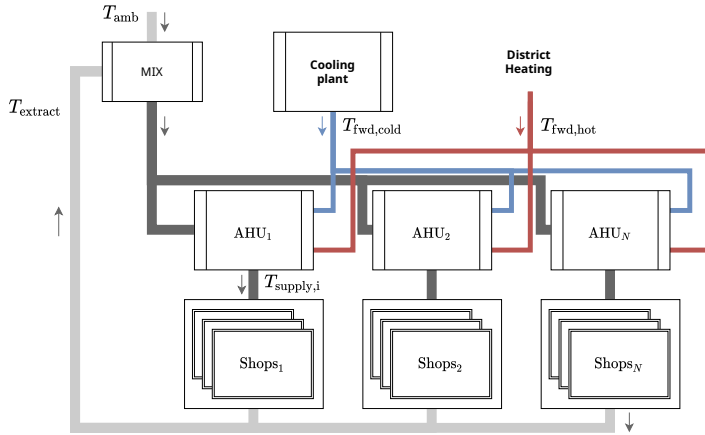 T_amb
MIX
Cooling
plant
District
Heating
T_extract
T_fwd,cold
T_fwd,hot
AHU_1
AHU_2
AHU_N
T_supply,i
Shops_1
Shops_2
Shops_N